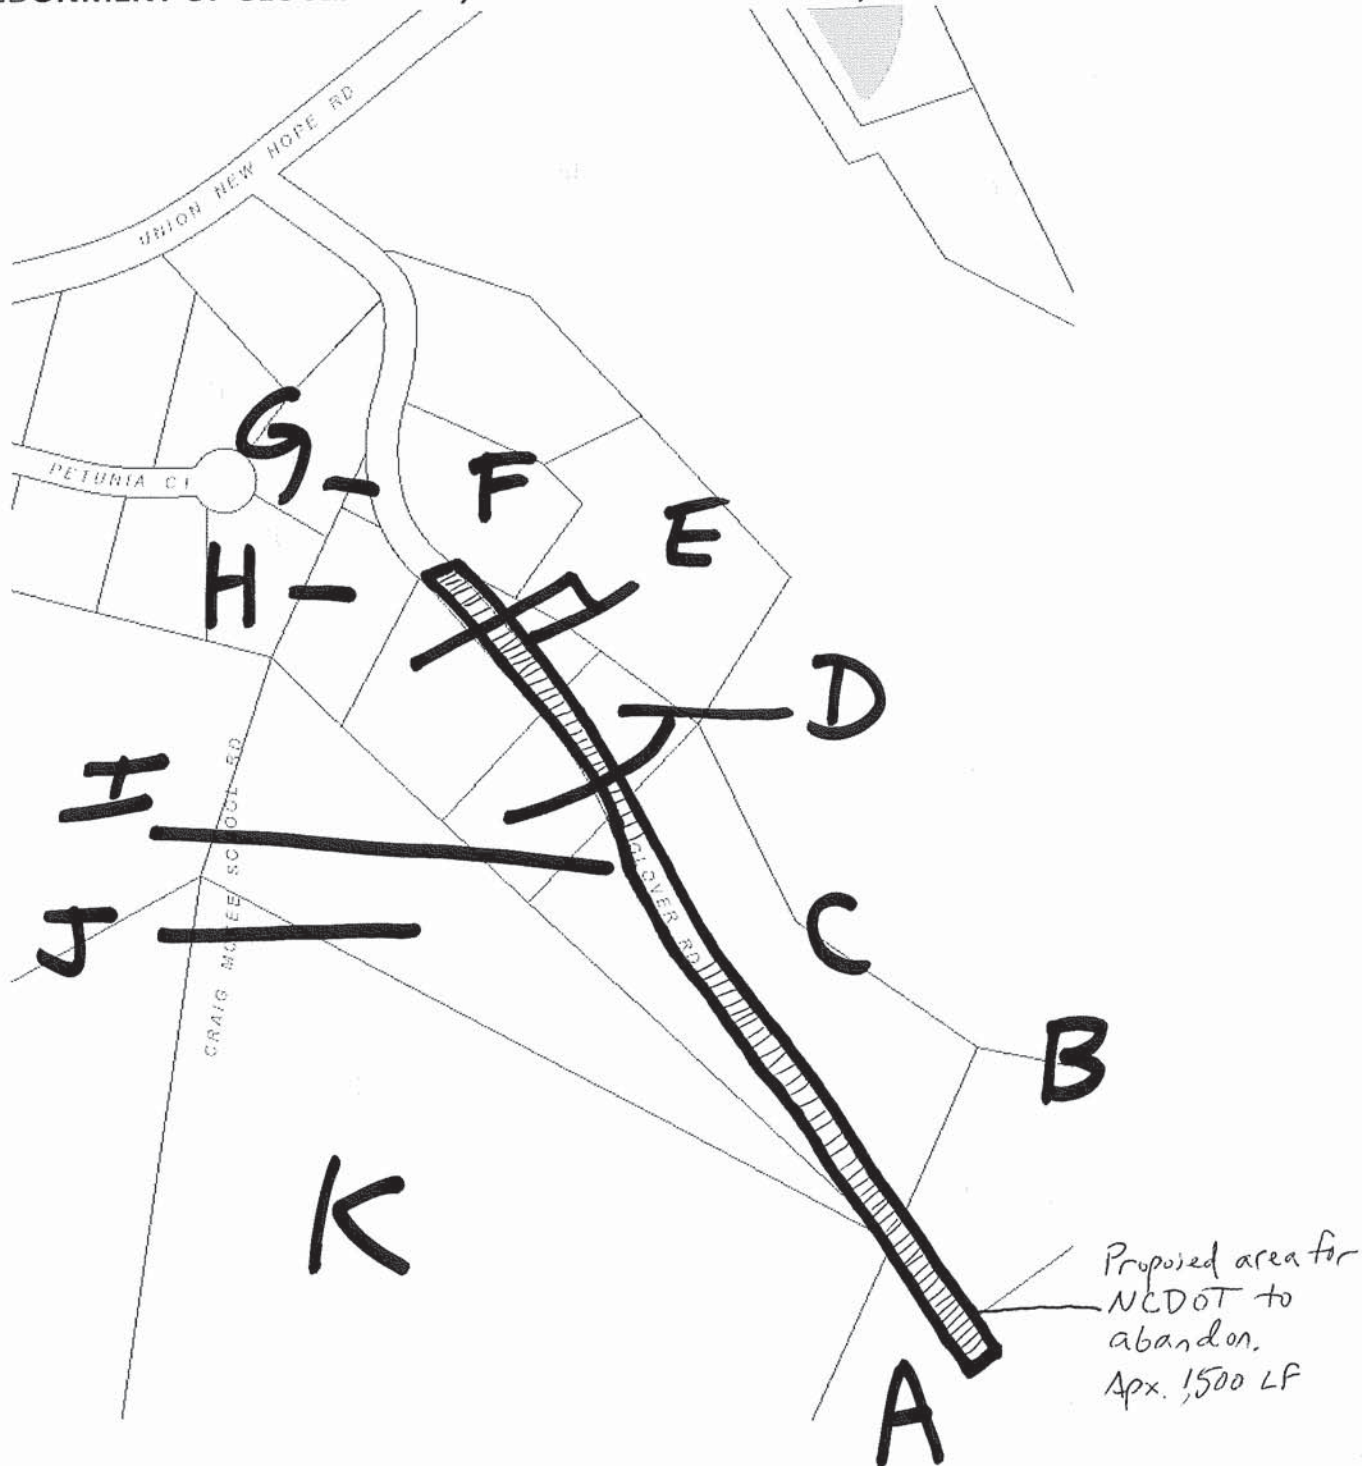 UNION NEW HOPE RD
G
PETUNIA CT
F
E
H
D
I
GLOVER RD
C
J
CRAIG MCTEE SCHOOL RD
B
K
Proposed area for
NCDOT to
abandon.
Apx. 1,500 LF
A